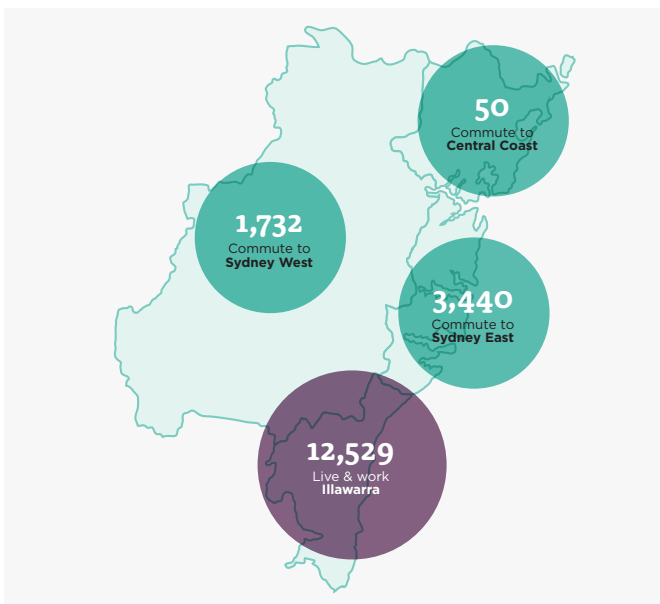 50
Commute to
Central Coast
1,732
Commute to
Sydney West
3,440
Commute to
Sydney East
12,529
Live & work
Illawarra